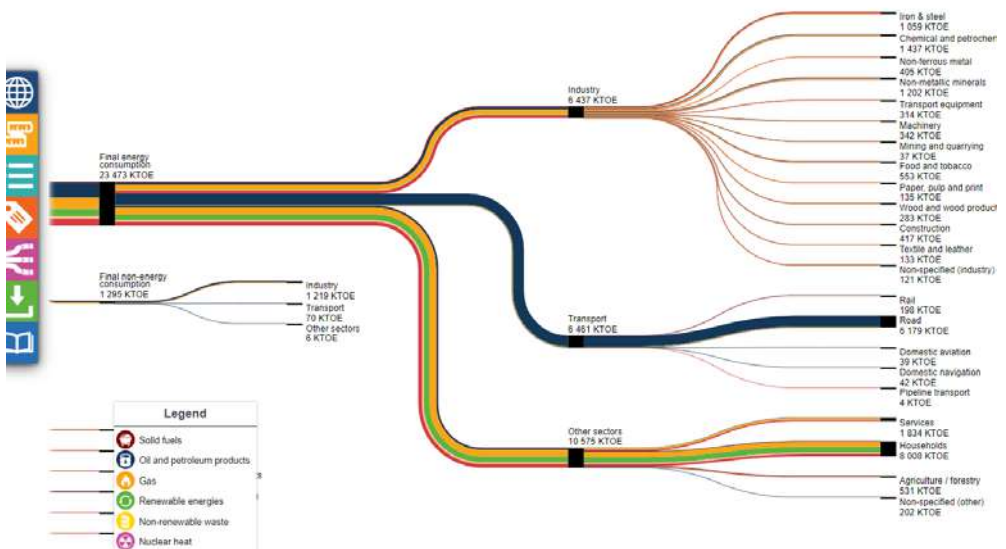 Final energy
consumption
23 473 KTOE
Final non-energy
consumption
1 295 KTOE
Industry
1 219 KTOE
Transport
70 KTOE
Other sectors
6 KTOE
Industry
6 437 KTOE
Transport
6 461 KTOE
Other sectors
10 575 KTOE
Iron & steel
1 059 KTOE
Chemical and petrochem
1 437 KTOE
Non-ferrous metal
405 KTOE
Non-metallic minerals
1 202 KTOE
Transport equipment
314 KTOE
Machinery
342 KTOE
Mining and quarrying
37 KTOE
Food and tobacco
553 KTOE
Paper, pulp and print
135 KTOE
Wood and wood product
283 KTOE
Construction
417 KTOE
Textile and leather
133 KTOE
Non-specified (industry)
121 KTOE
Rail
198 KTOE
Road
6 179 KTOE
Domestic aviation
39 KTOE
Domestic navigation
42 KTOE
Pipeline transport
4 KTOE
Services
1 834 KTOE
Households
8 008 KTOE
Agriculture / forestry
531 KTOE
Non-specified (other)
202 KTOE
Legend
Solid fuels
Oil and petroleum products
Gas
Renewable energies
Non-renewable waste
Nuclear heat